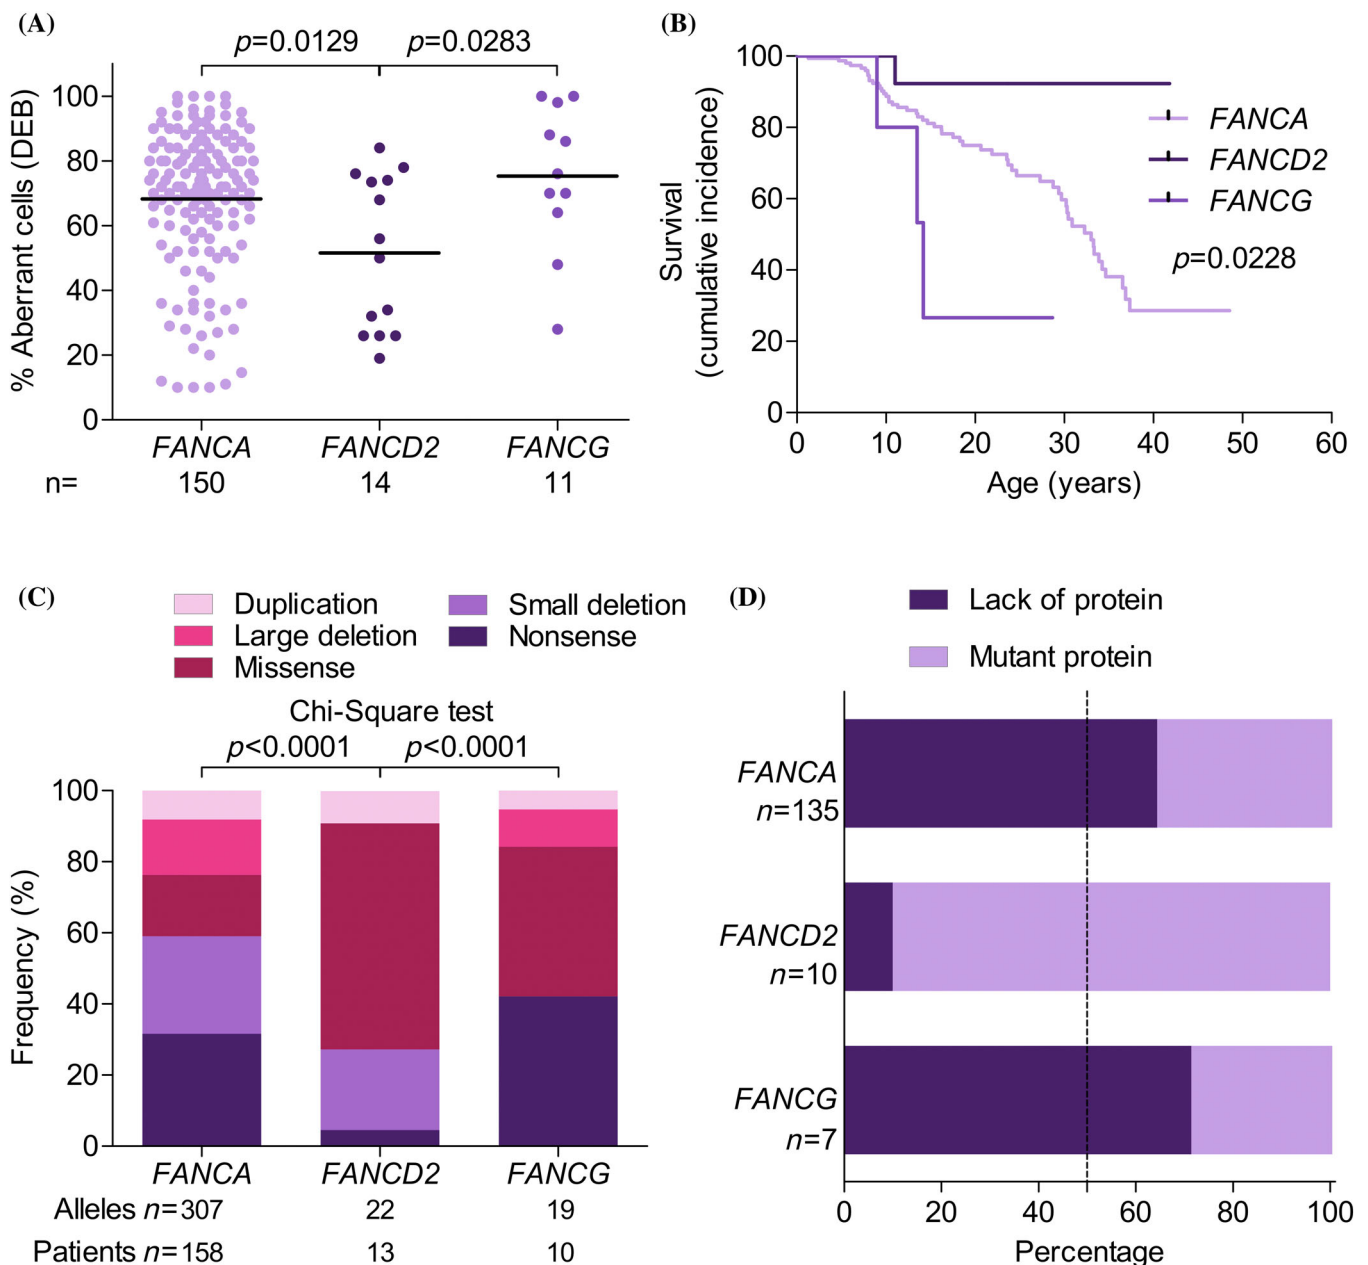 (A)
p=0.0129 p=0.0283
% Aberrant cells (DEB)
100
80
60
40
20
0
FANCA FANCD2 FANCG
n= 150 14 11
(B)
Survival
(cumulative incidence)
100
80
60
40
20
0
FANCA
FANCD2
FANCG
p=0.0228
0 10 20 30 40 50 60
Age (years)
(C)
Duplication Small deletion
Large deletion Nonsense
Missense
Chi-Square test
p<0.0001 p<0.0001
Frequency (%)
100
80
60
40
20
0
FANCA FANCD2 FANCG
Alleles n=307 22 19
Patients n=158 13 10
(D)
Lack of protein
Mutant protein
FANCA
n=135
FANCD2
n=10
FANCG
n=7
0 20 40 60 80 100
Percentage